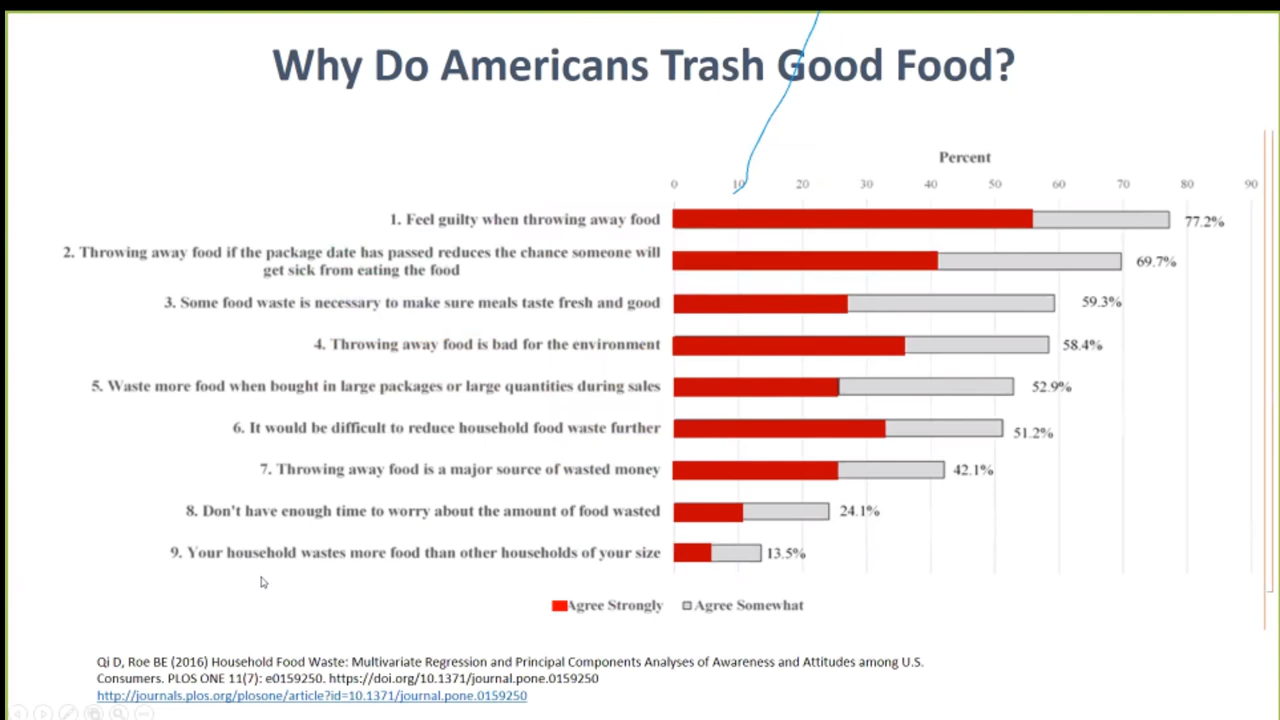 Why Do Americans Trash Good Food?
Percent
0 10 20 30 40 50 60 70 80 90
1. Feel guilty when throwing away food 77.2%
2. Throwing away food if the package date has passed reduces the chance someone will
get sick from eating the food 69.7%
3. Some food waste is necessary to make sure meals taste fresh and good 59.3%
4. Throwing away food is bad for the environment 58.4%
5. Waste more food when bought in large packages or large quantities during sales 52.9%
6. It would be difficult to reduce household food waste further 51.2%
7. Throwing away food is a major source of wasted money 42.1%
8. Don't have enough time to worry about the amount of food wasted 24.1%
9. Your household wastes more food than other households of your size 13.5%
Agree Strongly Agree Somewhat
Qi D, Roe BE (2016) Household Food Waste: Multivariate Regression and Principal Components Analyses of Awareness and Attitudes among U.S.
Consumers. PLOS ONE 11(7): e0159250. https://doi.org/10.1371/journal.pone.0159250
http://journals.plos.org/plosone/article?id=10.1371/journal.pone.0159250